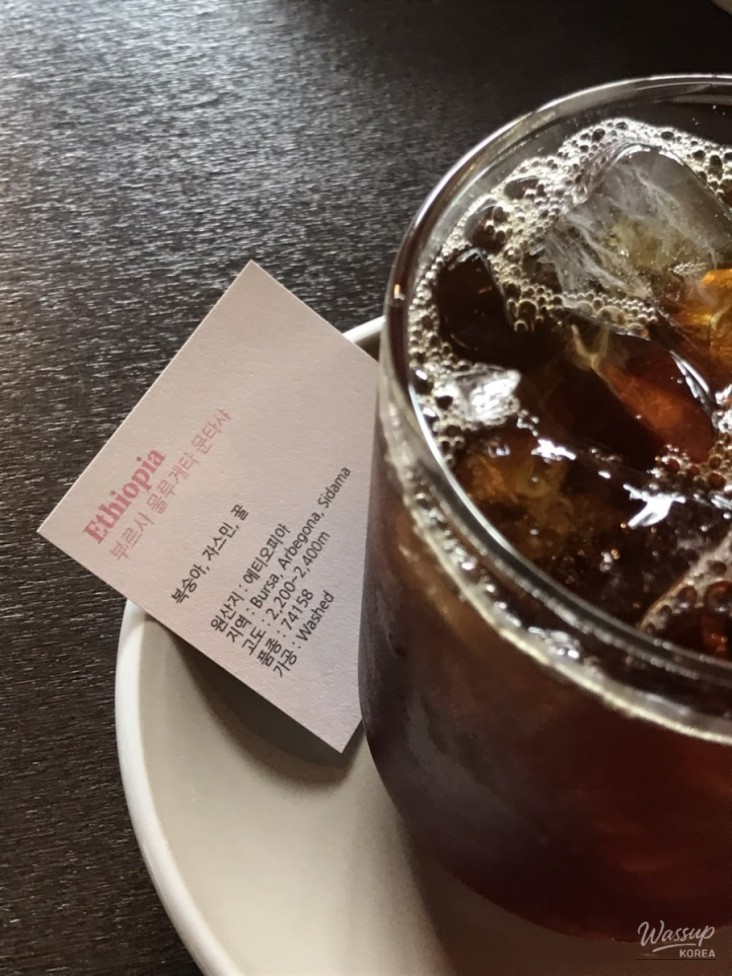 Ethiopia
부르사 물루게타 문타샤
복숭아, 자스민, 꿀
원산지 : 에티오피아
지역 : Bursa, Arbegona, Sidama
고도 : 2,200~2,400m
품종 : 74158
가공 : Washed
Wassup
KOREA